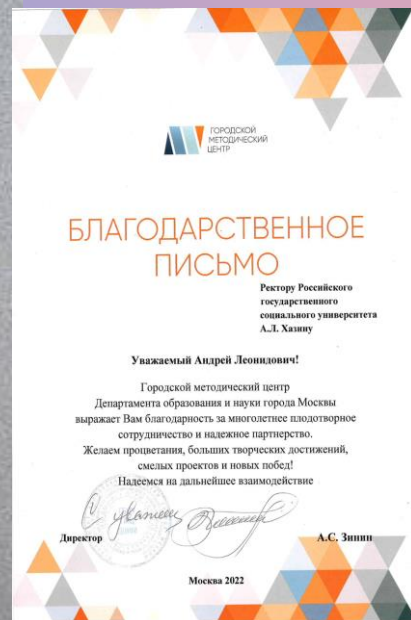 ГОРОДСКОЙ
МЕТОДИЧЕСКИЙ
ЦЕНТР
БЛАГОДАРСТВЕННОЕ
ПИСЬМО
Ректору Российского
государственного
социального университета
А.Л. Хазину
Уважаемый Андрей Леонидович!
Городской методический центр
Департамента образования и науки города Москвы
выражает Вам благодарность за многолетнее плодотворное
сотрудничество и надежное партнерство.
Желаем процветания, больших творческих достижений,
смелых проектов и новых побед!
Надеемся на дальнейшее взаимодействие
С уважением
Директор
А.С. Зинин
Москва 2022